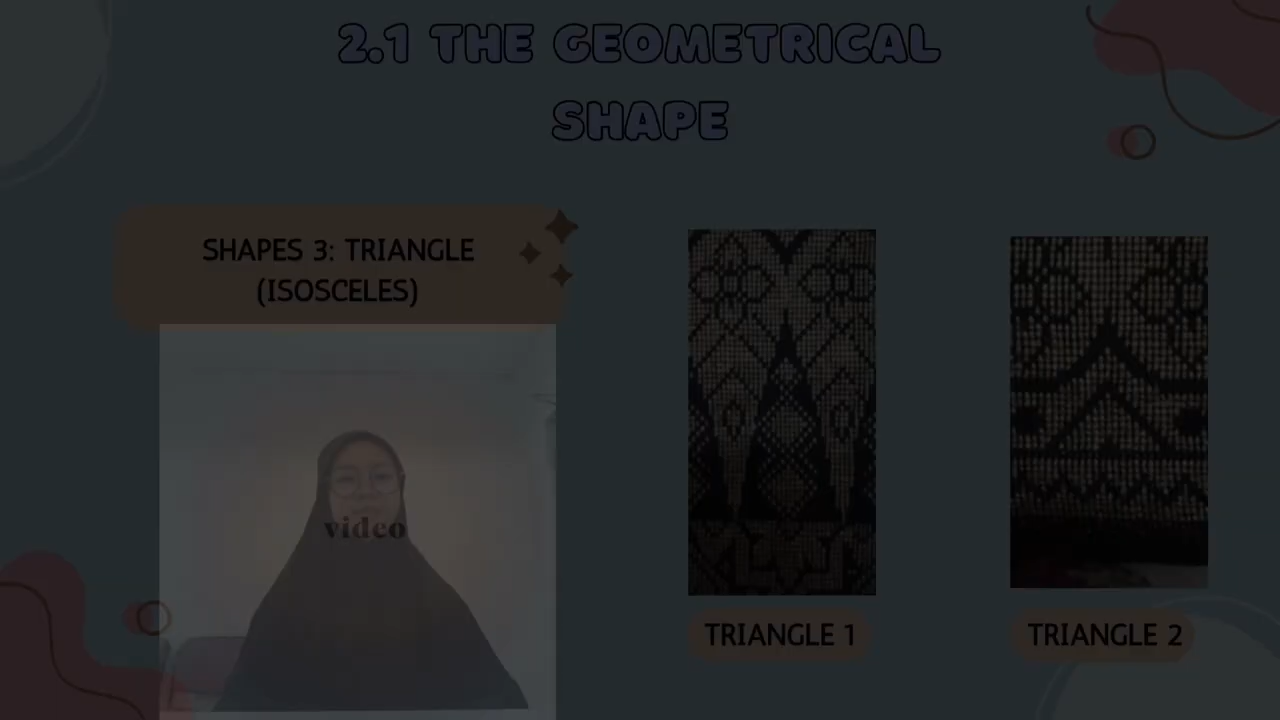 2.1 THE GEOMETRICAL
SHAPE
SHAPES 3: TRIANGLE
(ISOSCELES)
video
TRIANGLE 1
TRIANGLE 2